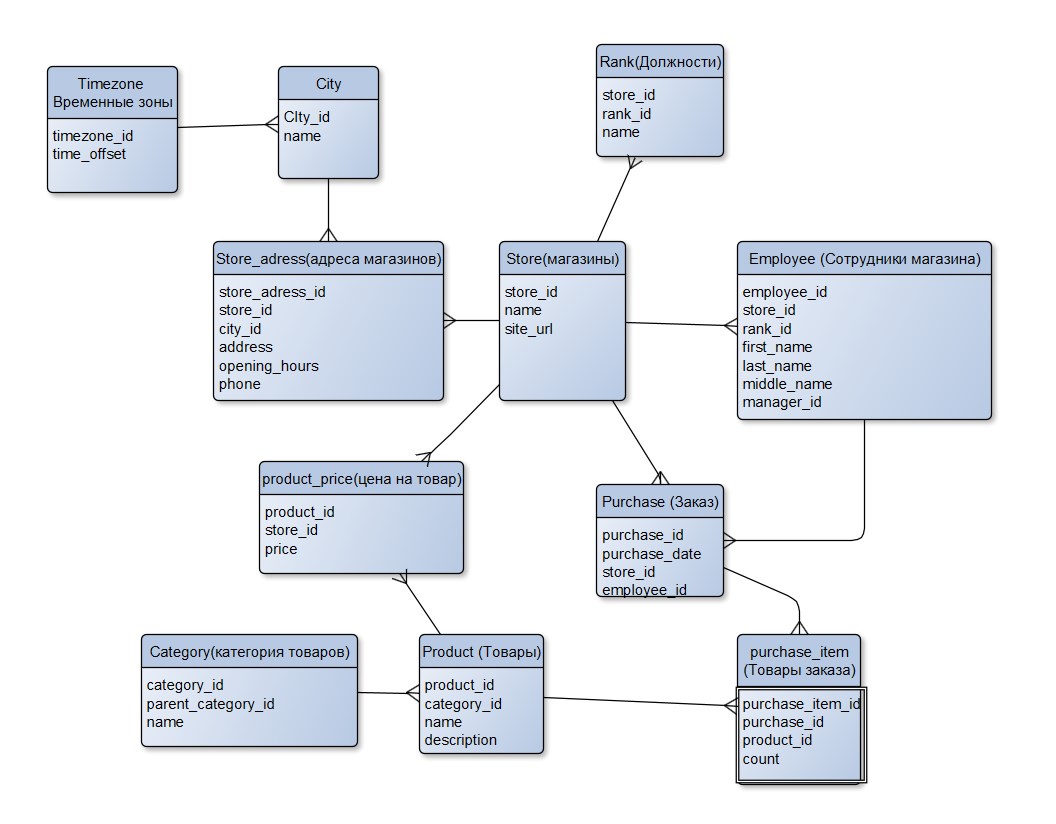 Timezone
Временные зоны
timezone_id
time_offset
City
CIty_id
name
Rank(Должности)
store_id
rank_id
name
Store_adress(адреса магазинов)
store_adress_id
store_id
city_id
address
opening_hours
phone
Store(магазины)
store_id
name
site_url
Employee (Сотрудники магазина)
employee_id
store_id
rank_id
first_name
last_name
middle_name
manager_id
product_price(цена на товар)
product_id
store_id
price
Purchase (Заказ)
purchase_id
purchase_date
store_id
employee_id
Category(категория товаров)
category_id
parent_category_id
name
Product (Товары)
product_id
category_id
name
description
purchase_item
(Товары заказа)
purchase_item_id
purchase_id
product_id
count